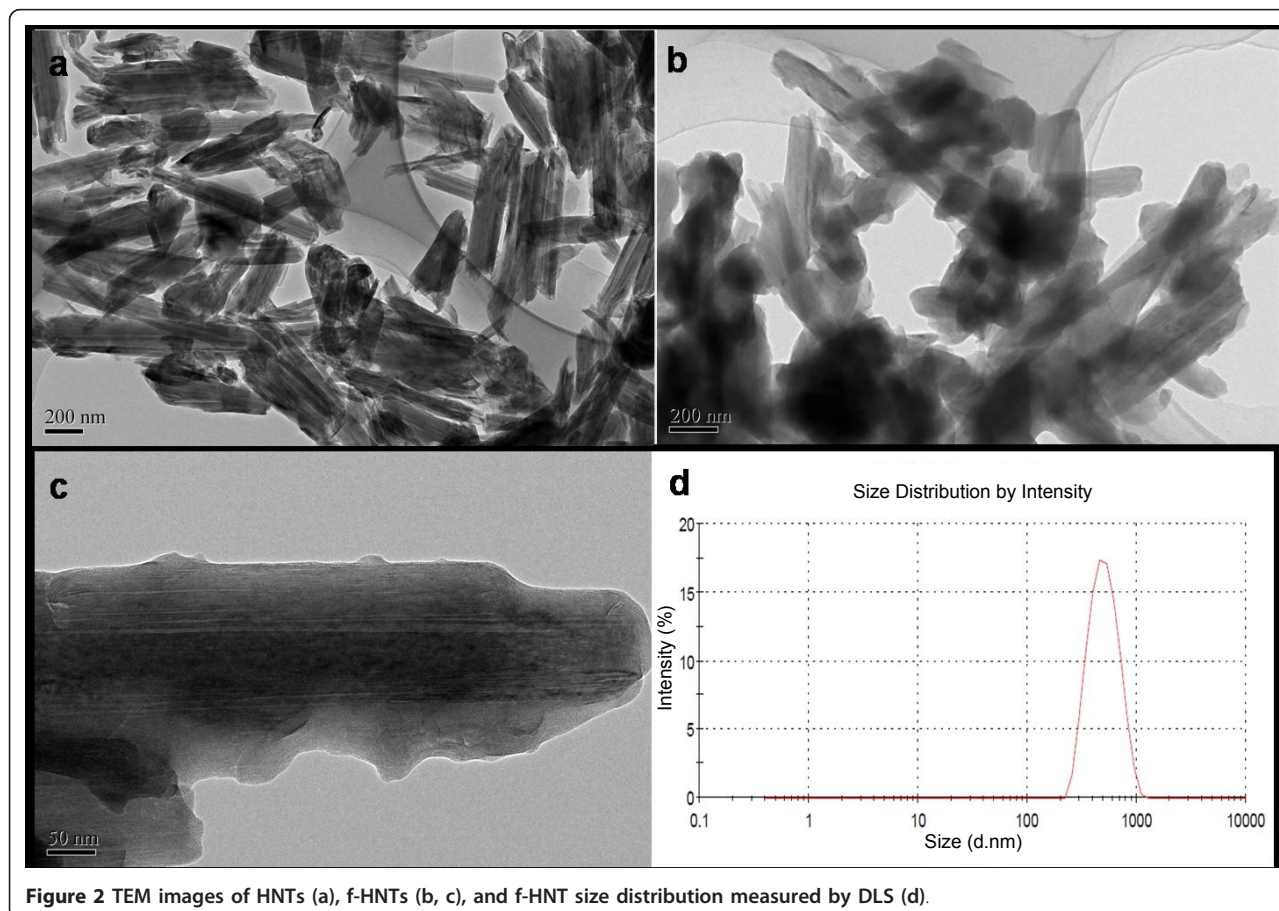 a
b
200 nm
200 nm
c
50 nm
d
Size Distribution by Intensity
20
15
10
5
0
Intensity (%)
0.1 1 10 100 1000 10000
Size (d.nm)
Figure 2 TEM images of HNTs (a), f-HNTs (b, c), and f-HNT size distribution measured by DLS (d).